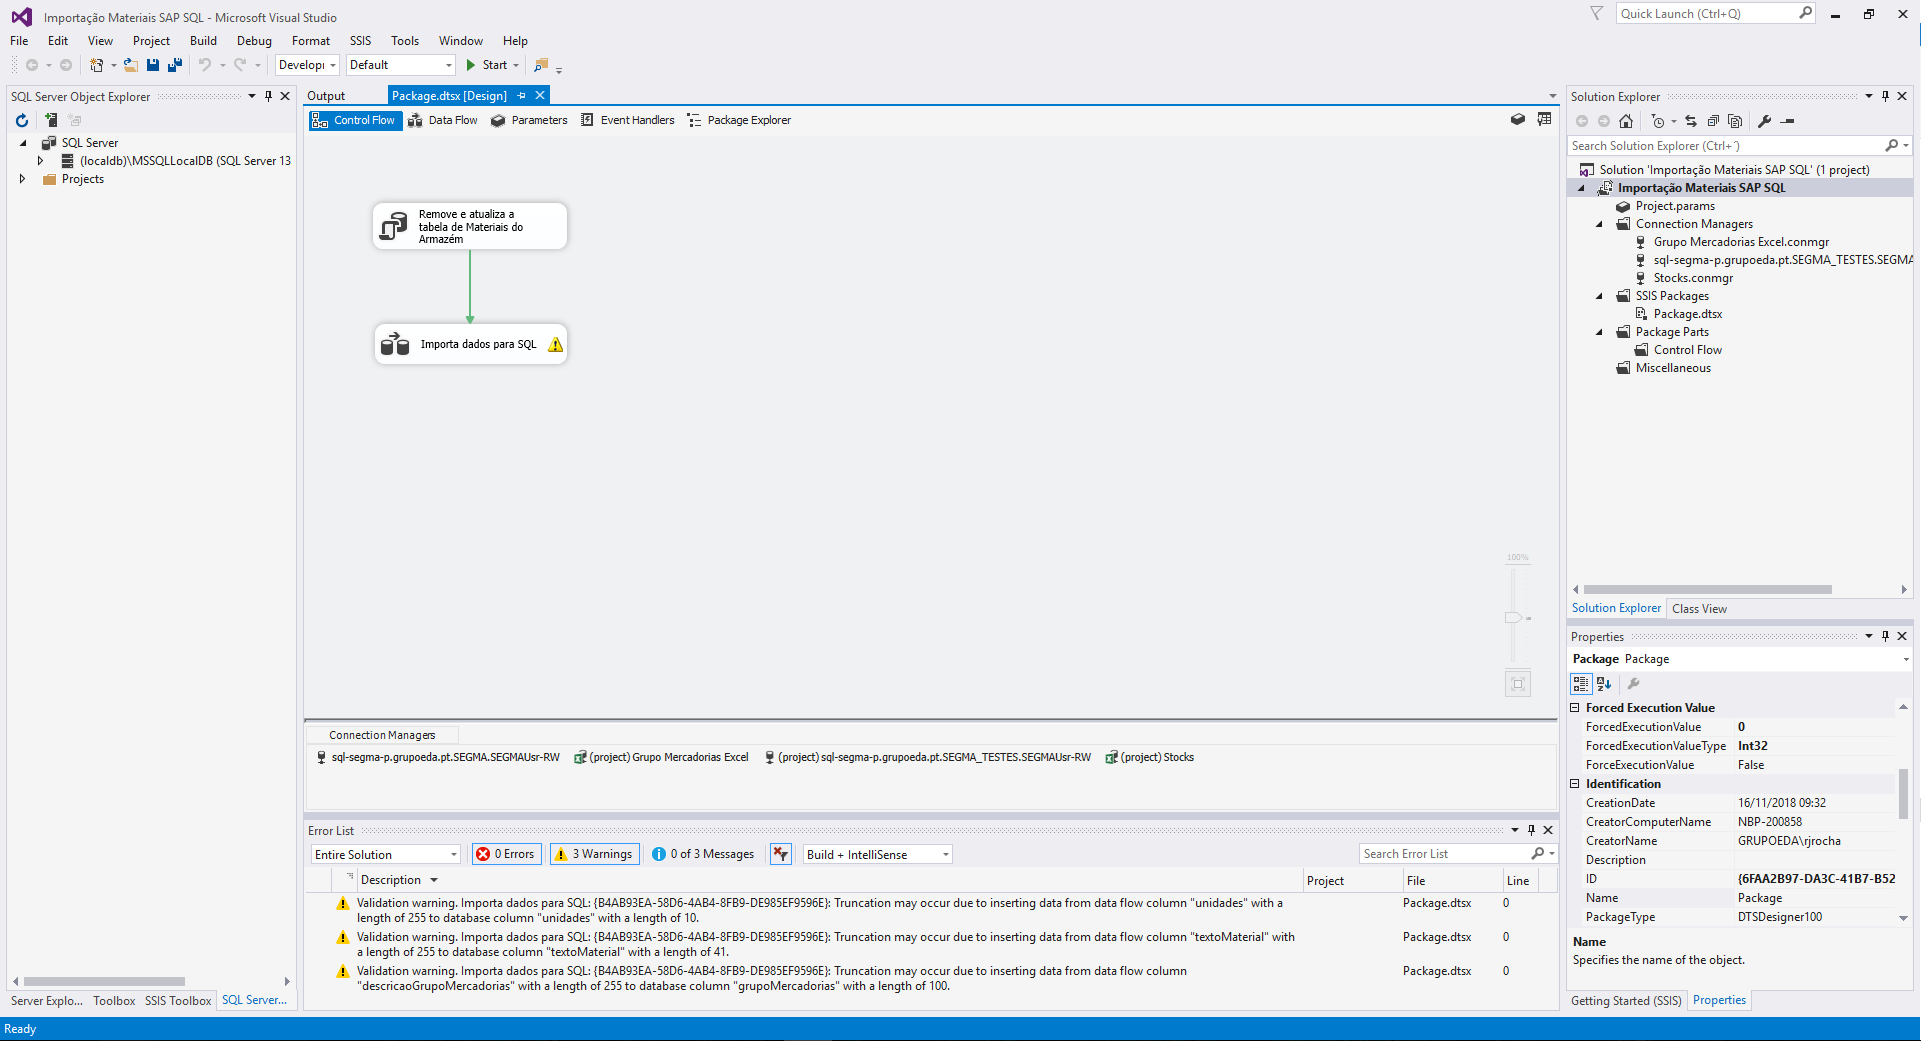 Importação Materiais SAP SQL - Microsoft Visual Studio
Quick Launch (Ctrl+Q)
File Edit View Project Build Debug Format SSIS Tools Window Help
Develop Default Start
SQL Server Object Explorer
SQL Server
(localdb)\MSSQLLocalDB (SQL Server 13
Projects
Server Explo... Toolbox SSIS Toolbox SQL Server...
Output Package.dtsx [Design]
Control Flow Data Flow Parameters Event Handlers Package Explorer
Remove e atualiza a
tabela de Materiais do
Armazém
Importa dados para SQL
100%
Connection Managers
sql-segma-p.grupoeda.pt.SEGMA.SEGMAUsr-RW (project) Grupo Mercadorias Excel (project) sql-segma-p.grupoeda.pt.SEGMA_TESTES.SEGMAUsr-RW (project) Stocks
Error List
Entire Solution 0 Errors 3 Warnings 0 of 3 Messages Build + IntelliSense Search Error List
Description Project File Line
Validation warning. Importa dados para SQL: {B4AB93EA-58D6-4AB4-8FB9-DE985EF9596E}: Truncation may occur due to inserting data from data flow column "unidades" with a Package.dtsx 0
length of 255 to database column "unidades" with a length of 10.
Validation warning. Importa dados para SQL: {B4AB93EA-58D6-4AB4-8FB9-DE985EF9596E}: Truncation may occur due to inserting data from data flow column "textoMaterial" with Package.dtsx 0
a length of 255 to database column "textoMaterial" with a length of 41.
Validation warning. Importa dados para SQL: {B4AB93EA-58D6-4AB4-8FB9-DE985EF9596E}: Truncation may occur due to inserting data from data flow column Package.dtsx 0
"descricaoGrupoMercadorias" with a length of 255 to database column "grupoMercadorias" with a length of 100.
Solution Explorer
Search Solution Explorer (Ctrl+´)
Solution 'Importação Materiais SAP SQL' (1 project)
Importação Materiais SAP SQL
Project.params
Connection Managers
Grupo Mercadorias Excel.conmgr
sql-segma-p.grupoeda.pt.SEGMA_TESTES.SEGMA
Stocks.conmgr
SSIS Packages
Package.dtsx
Package Parts
Control Flow
Miscellaneous
Solution Explorer Class View
Properties
Package Package
Forced Execution Value
ForcedExecutionValue 0
ForcedExecutionValueType Int32
ForceExecutionValue False
Identification
CreationDate 16/11/2018 09:32
CreatorComputerName NBP-200858
CreatorName GRUPOEDA\rjrocha
Description
ID {6FAA2B97-DA3C-41B7-B52
Name Package
PackageType DTSDesigner100
Name
Specifies the name of the object.
Getting Started (SSIS) Properties
Ready